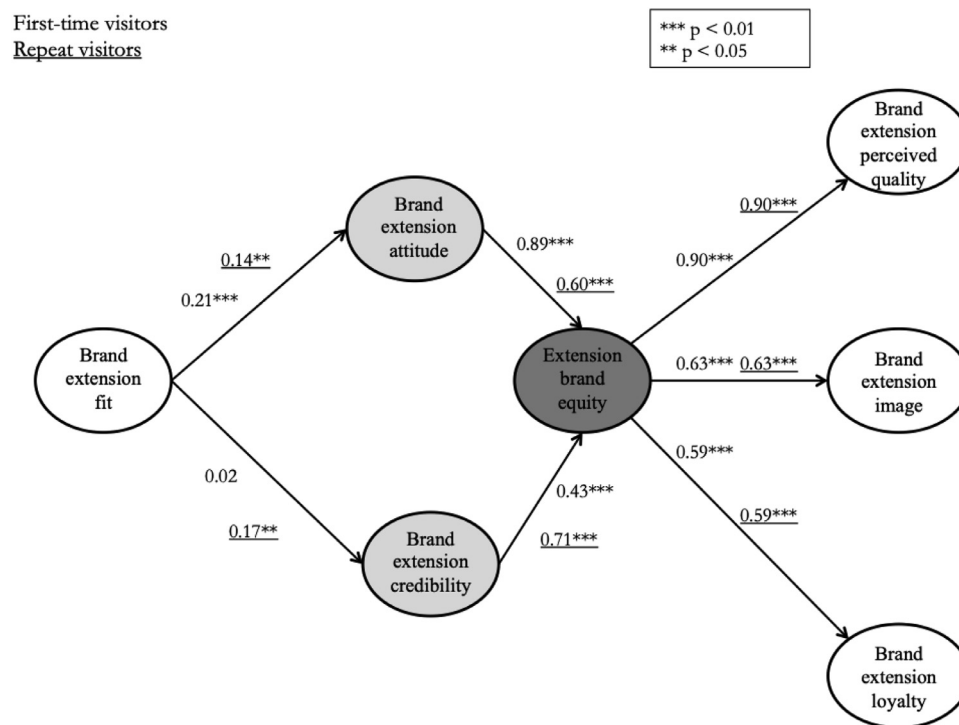 First-time visitors
Repeat visitors
*** p < 0.01
** p < 0.05
Brand
extension
perceived
quality
Brand
extension
attitude
0.14**
0.21***
0.89***
0.60***
0.90***
0.90***
Brand
extension
fit
Extension
brand
equity
0.63*** 0.63***
Brand
extension
image
0.02
0.17**
0.43***
0.71***
0.59***
0.59***
Brand
extension
credibility
Brand
extension
loyalty